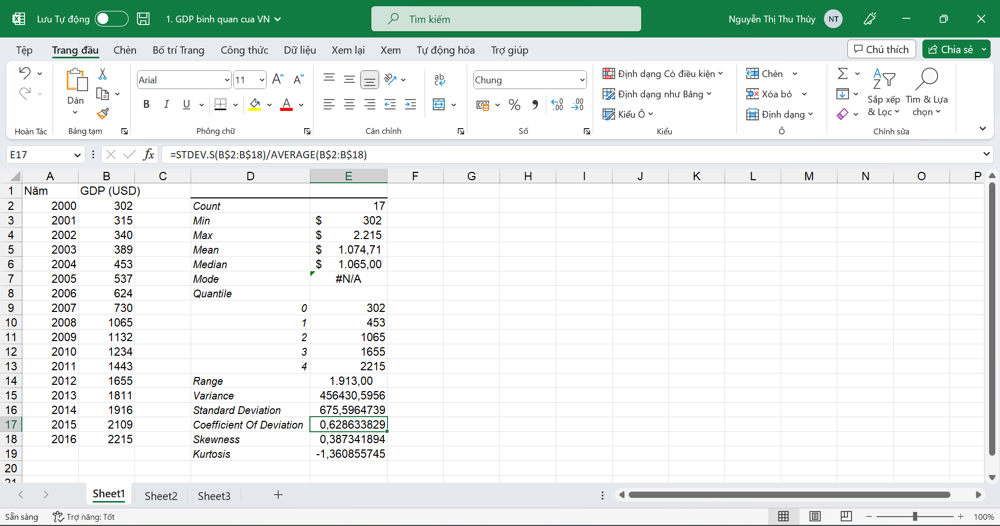 Lưu Tự động
1. GDP binh quan cua VN
Tìm kiếm
Nguyễn Thị Thu Thủy
NT
Tệp Trang đầu Chèn Bố trí Trang Công thức Dữ liệu Xem lại Xem Tự động hóa Trợ giúp
Chú thích
Chia sẻ
Hoàn Tác
Dán
Bảng tạm
Arial 11
B I U
Phông chữ
Căn chỉnh
Chung
Số
Định dạng Có điều kiện
Định dạng như Bảng
Kiểu Ô
Kiểu
Chèn
Xóa bỏ
Định dạng
Ô
Sắp xếp & Lọc
Tìm & Lựa chọn
Chỉnh sửa
E17 fx =STDEV.S(B$2:B$18)/AVERAGE(B$2:B$18)
A B C D E F G H I J K L M N O P
1 Năm GDP (USD)
2 2000 302 Count 17
3 2001 315 Min $ 302
4 2002 340 Max $ 2.215
5 2003 389 Mean $ 1.074,71
6 2004 453 Median $ 1.065,00
7 2005 537 Mode #N/A
8 2006 624 Quantile
9 2007 730 0 302
10 2008 1065 1 453
11 2009 1132 2 1065
12 2010 1234 3 1655
13 2011 1443 4 2215
14 2012 1655 Range 1.913,00
15 2013 1811 Variance 456430,5956
16 2014 1916 Standard Deviation 675,5964739
17 2015 2109 Coefficient Of Deviation 0,628633829
18 2016 2215 Skewness 0,387341894
19 Kurtosis -1,360855745
20
21
Sheet1 Sheet2 Sheet3
Sẵn sàng
Trợ năng: Tốt
100%